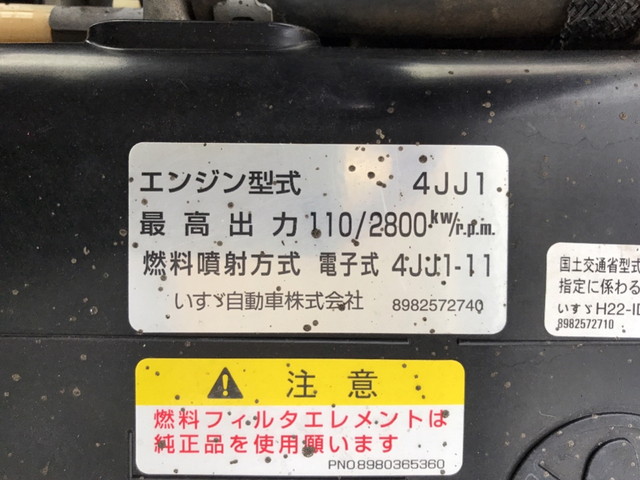 エンジン型式 4JJ1
最高出力 110/2800kw/r.p.m.
燃料噴射方式 電子式 4JJ1-11
いすゞ自動車株式会社 8982572740
国土交通省型式
指定に係わる
いすゞH22-ID
8982572710
注意
燃料フィルタエレメントは
純正品を使用願います
PNO8980365360